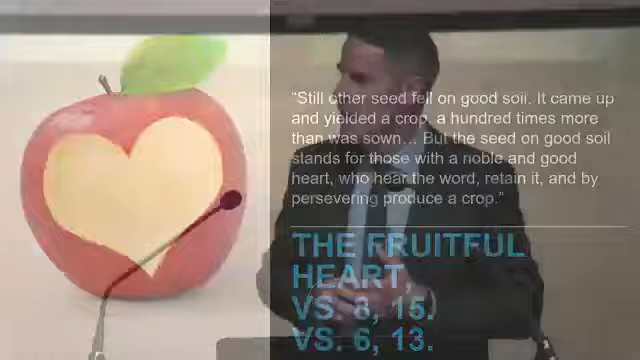 “Still other seed fell on good soil. It came up
and yielded a crop, a hundred times more
than was sown… But the seed on good soil
stands for those with a noble and good
heart, who hear the word, retain it, and by
persevering produce a crop.”
THE FRUITFUL
HEART,
VS. 8, 15.
VS. 6, 13.